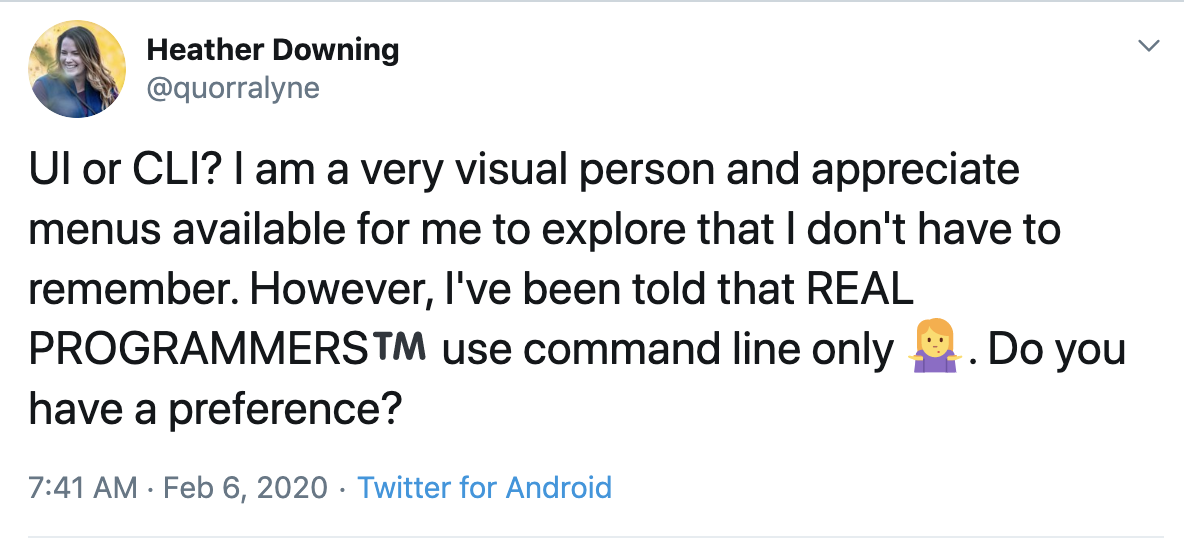 Heather Downing
@quorralyne
UI or CLI? I am a very visual person and appreciate
menus available for me to explore that I don't have to
remember. However, I've been told that REAL
PROGRAMMERS™️ use command line only 🤷‍♀️. Do you
have a preference?
7:41 AM · Feb 6, 2020 · Twitter for Android